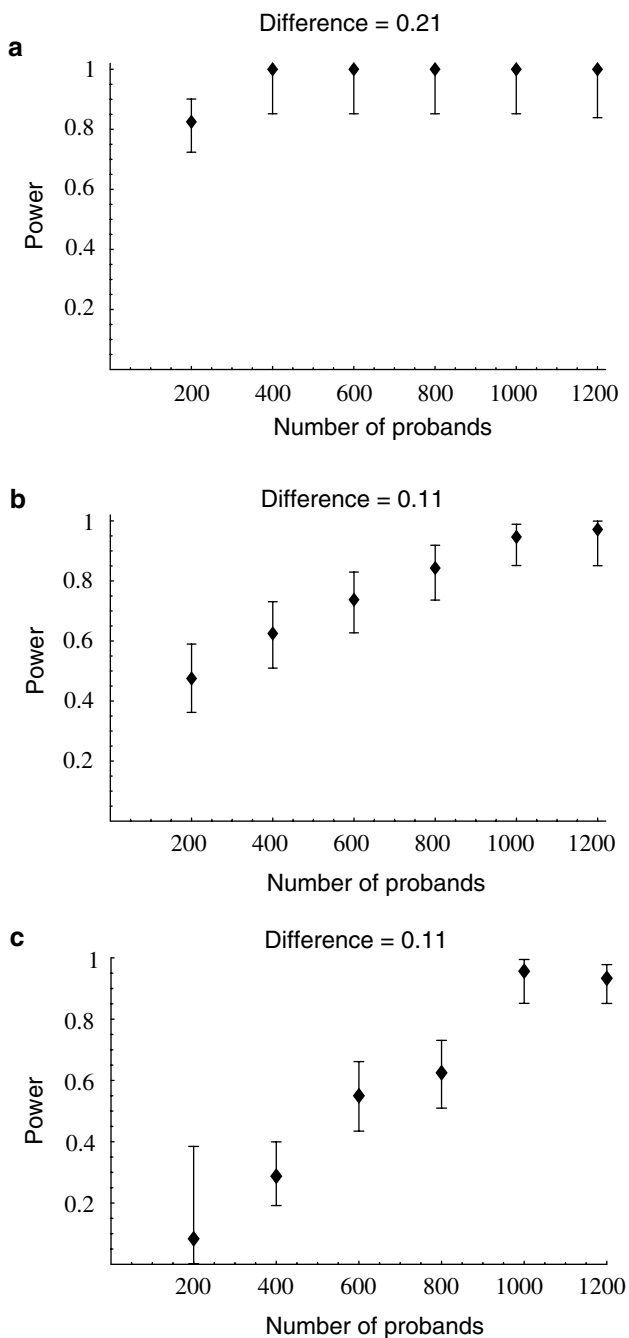 Difference = 0.21
a
1
0.8
0.6
0.4
0.2
Power
200 400 600 800 1000 1200
Number of probands
b
Difference = 0.11
1
0.8
0.6
0.4
0.2
Power
200 400 600 800 1000 1200
Number of probands
c
Difference = 0.11
1
0.8
0.6
0.4
0.2
Power
200 400 600 800 1000 1200
Number of probands